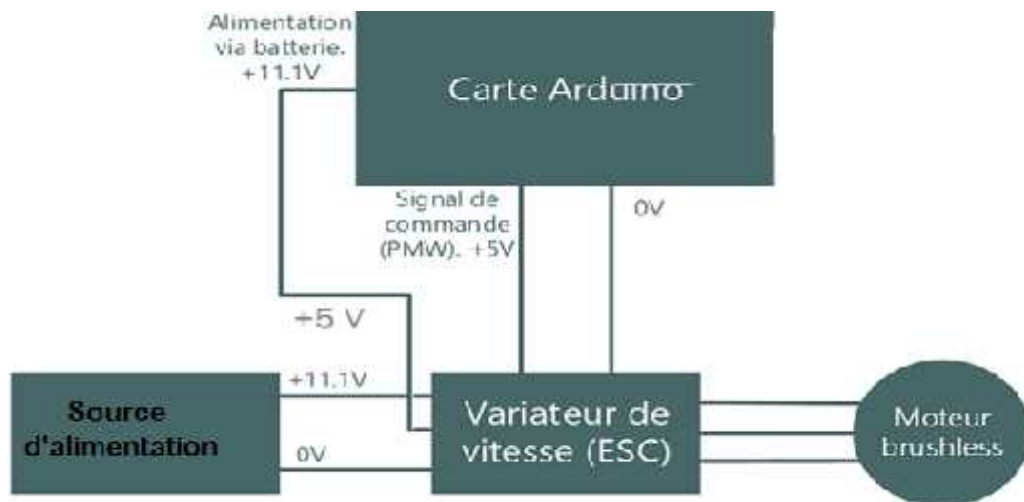 Alimentation
via batterie.
+11.1V
Carte Arduino
Signal de
commande
(PMW). +5V
0V
+5 V
+11.1V
Source
d'alimentation
0V
Variateur de
vitesse (ESC)
Moteur
brushless